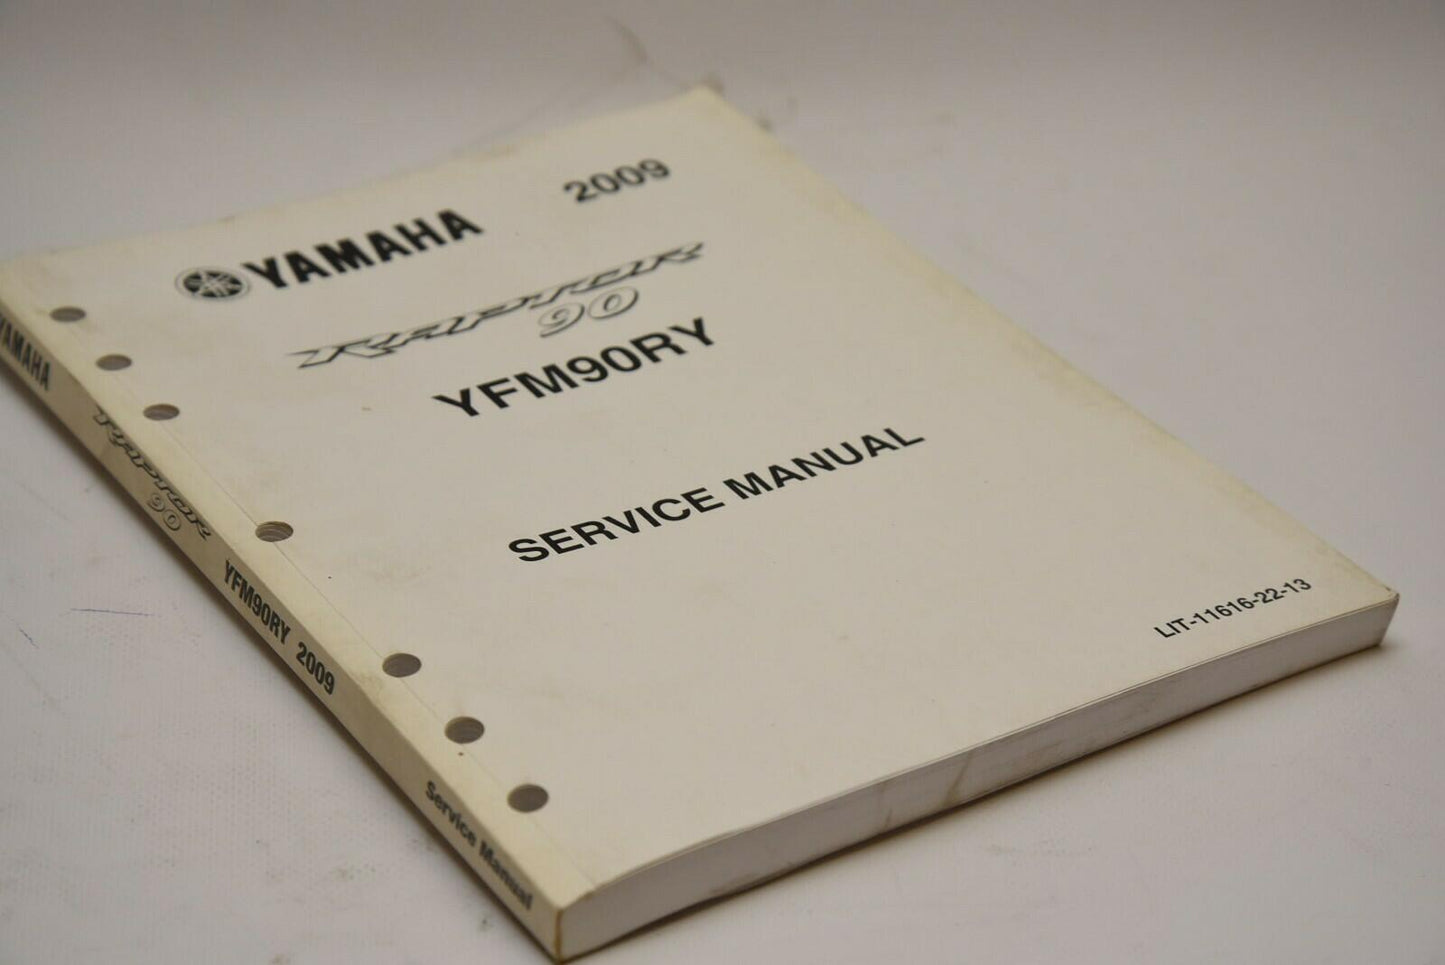 2009
YAMAHA
RAPTOR
90
YFM90RY
SERVICE MANUAL
LIT-11616-22-13
YAMAHA RAPTOR 90 YFM90RY 2009 Service Manual